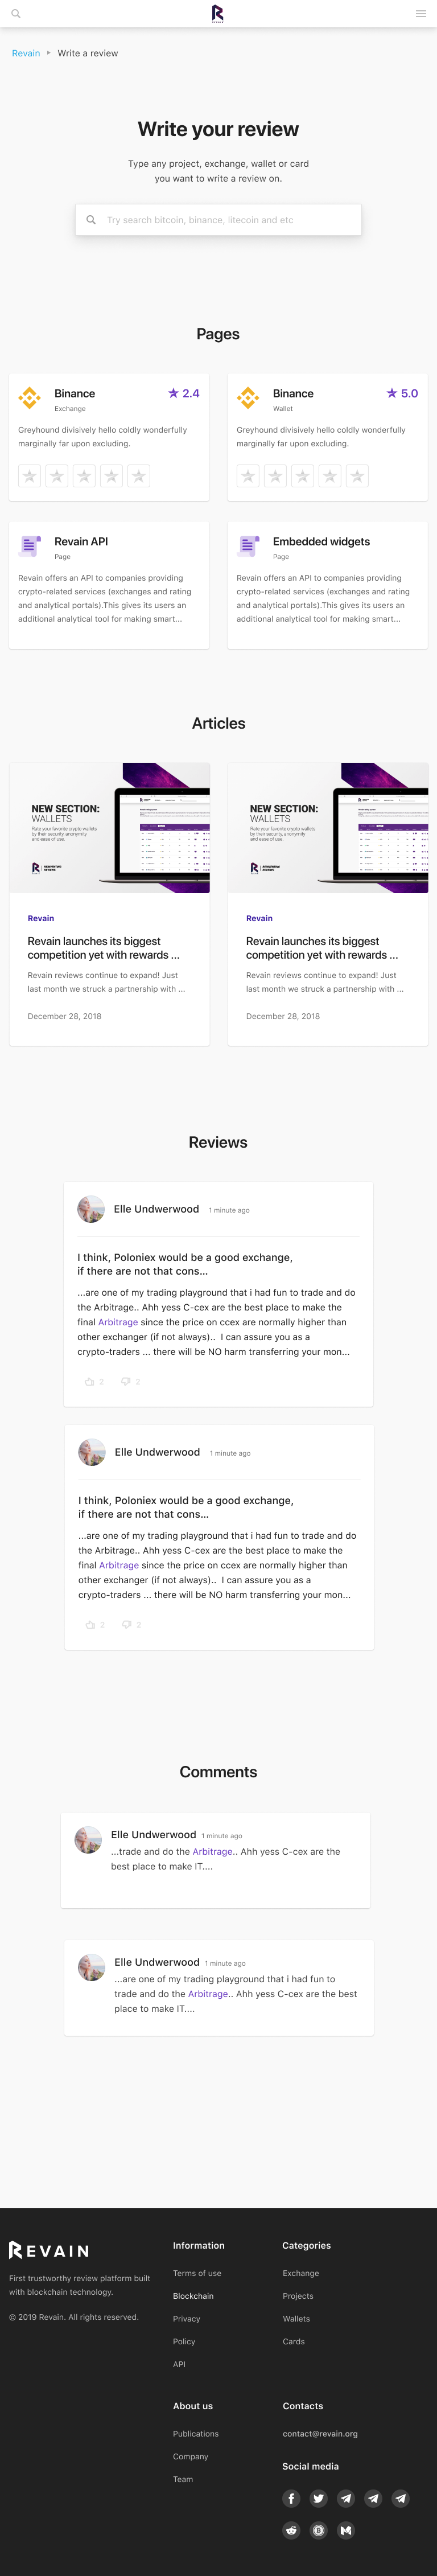 Revain ▸ Write a review
Write your review
Type any project, exchange, wallet or card
you want to write a review on.
Try search bitcoin, binance, litecoin and etc
Pages
Binance
2.4
Exchange
Greyhound divisively hello coldly wonderfully
marginally far upon excluding.
Binance
5.0
Wallet
Greyhound divisively hello coldly wonderfully
marginally far upon excluding.
Revain API
Page
Revain offers an API to companies providing
crypto-related services (exchanges and rating
and analytical portals).This gives its users an
additional analytical tool for making smart...
Embedded widgets
Page
Revain offers an API to companies providing
crypto-related services (exchanges and rating
and analytical portals).This gives its users an
additional analytical tool for making smart...
Articles
NEW SECTION:
WALLETS
Rate your favorite crypto wallets
by their security, anonymity
and ease of use.
Revain
Revain launches its biggest
competition yet with rewards ...
Revain reviews continue to expand! Just
last month we struck a partnership with ...
December 28, 2018
NEW SECTION:
WALLETS
Rate your favorite crypto wallets
by their security, anonymity
and ease of use.
Revain
Revain launches its biggest
competition yet with rewards ...
Revain reviews continue to expand! Just
last month we struck a partnership with ...
December 28, 2018
Reviews
Elle Undwerwood 1 minute ago
I think, Poloniex would be a good exchange,
if there are not that cons...
...are one of my trading playground that i had fun to trade and do
the Arbitrage.. Ahh yess C-cex are the best place to make the
final Arbitrage since the price on ccex are normally higher than
other exchanger (if not always).. I can assure you as a
crypto-traders ... there will be NO harm transferring your mon...
2 2
Elle Undwerwood 1 minute ago
I think, Poloniex would be a good exchange,
if there are not that cons...
...are one of my trading playground that i had fun to trade and do
the Arbitrage.. Ahh yess C-cex are the best place to make the
final Arbitrage since the price on ccex are normally higher than
other exchanger (if not always).. I can assure you as a
crypto-traders ... there will be NO harm transferring your mon...
2 2
Comments
Elle Undwerwood 1 minute ago
...trade and do the Arbitrage.. Ahh yess C-cex are the
best place to make IT....
Elle Undwerwood 1 minute ago
...are one of my trading playground that i had fun to
trade and do the Arbitrage.. Ahh yess C-cex are the best
place to make IT....
REVAIN
First trustworthy review platform built
with blockchain technology.
© 2019 Revain. All rights reserved.
Information
Terms of use
Blockchain
Privacy
Policy
API
Categories
Exchange
Projects
Wallets
Cards
About us
Publications
Company
Team
Contacts
contact@revain.org
Social media